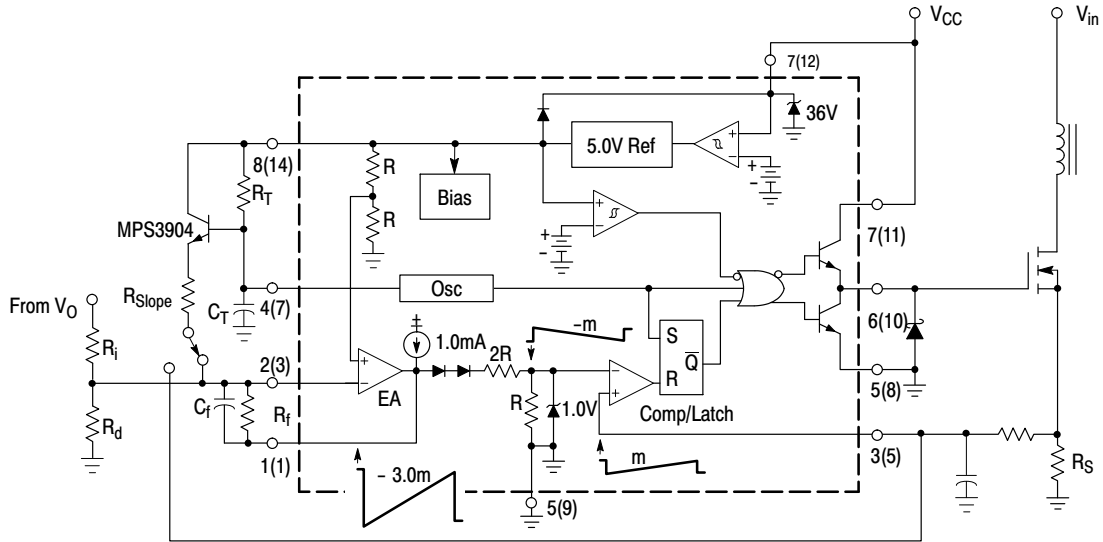 V_CC
V_in
7(12)
36V
5.0V Ref
+
−
+
-
8(14)
R
Bias
R_T
R
MPS3904
+
−
+
-
7(11)
From V_O
R_Slope
C_T
4(7)
Osc
6(10)
R_i
2(3)
+
−
EA
1.0mA
2R
−m
S
Q
R
5(8)
C_f
R_f
R
1.0V
−
+
Comp/Latch
R_d
1(1)
− 3.0m
m
3(5)
R_S
5(9)